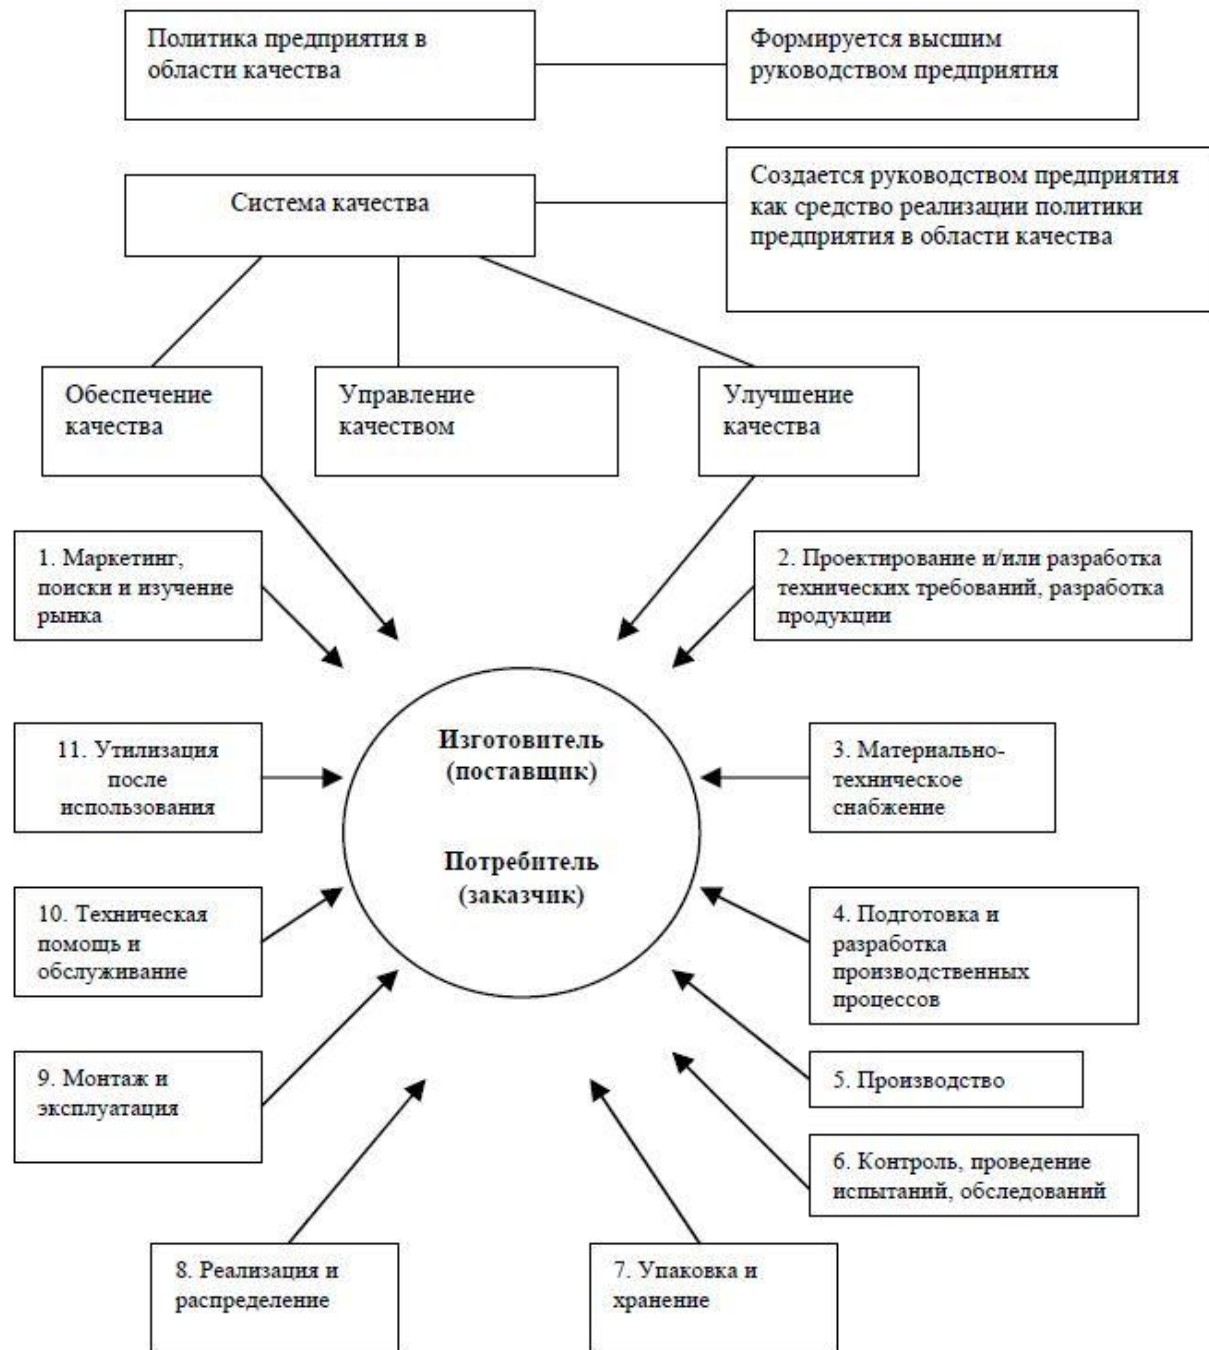 Политика предприятия в
области качества
Формируется высшим
руководством предприятия
Система качества
Создается руководством предприятия
как средство реализации политики
предприятия в области качества
Обеспечение
качества
Управление
качеством
Улучшение
качества
1. Маркетинг,
поиски и изучение
рынка
2. Проектирование и/или разработка
технических требований, разработка
продукции
11. Утилизация
после
использования
Изготовитель
(поставщик)
Потребитель
(заказчик)
3. Материально-
техническое
снабжение
10. Техническая
помощь и
обслуживание
4. Подготовка и
разработка
производственных
процессов
9. Монтаж и
эксплуатация
5. Производство
6. Контроль, проведение
испытаний, обследований
8. Реализация и
распределение
7. Упаковка и
хранение